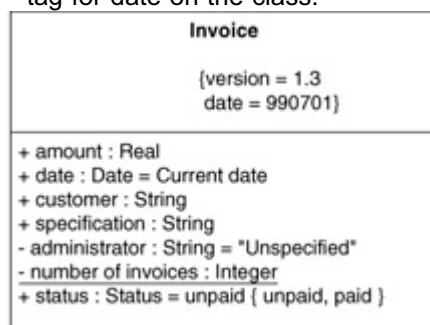 tag for date on the class.
Invoice
{version = 1.3
date = 990701}
+ amount : Real
+ date : Date = Current date
+ customer : String
+ specification : String
- administrator : String = "Unspecified"
- number of invoices : Integer
+ status : Status = unpaid { unpaid, paid }